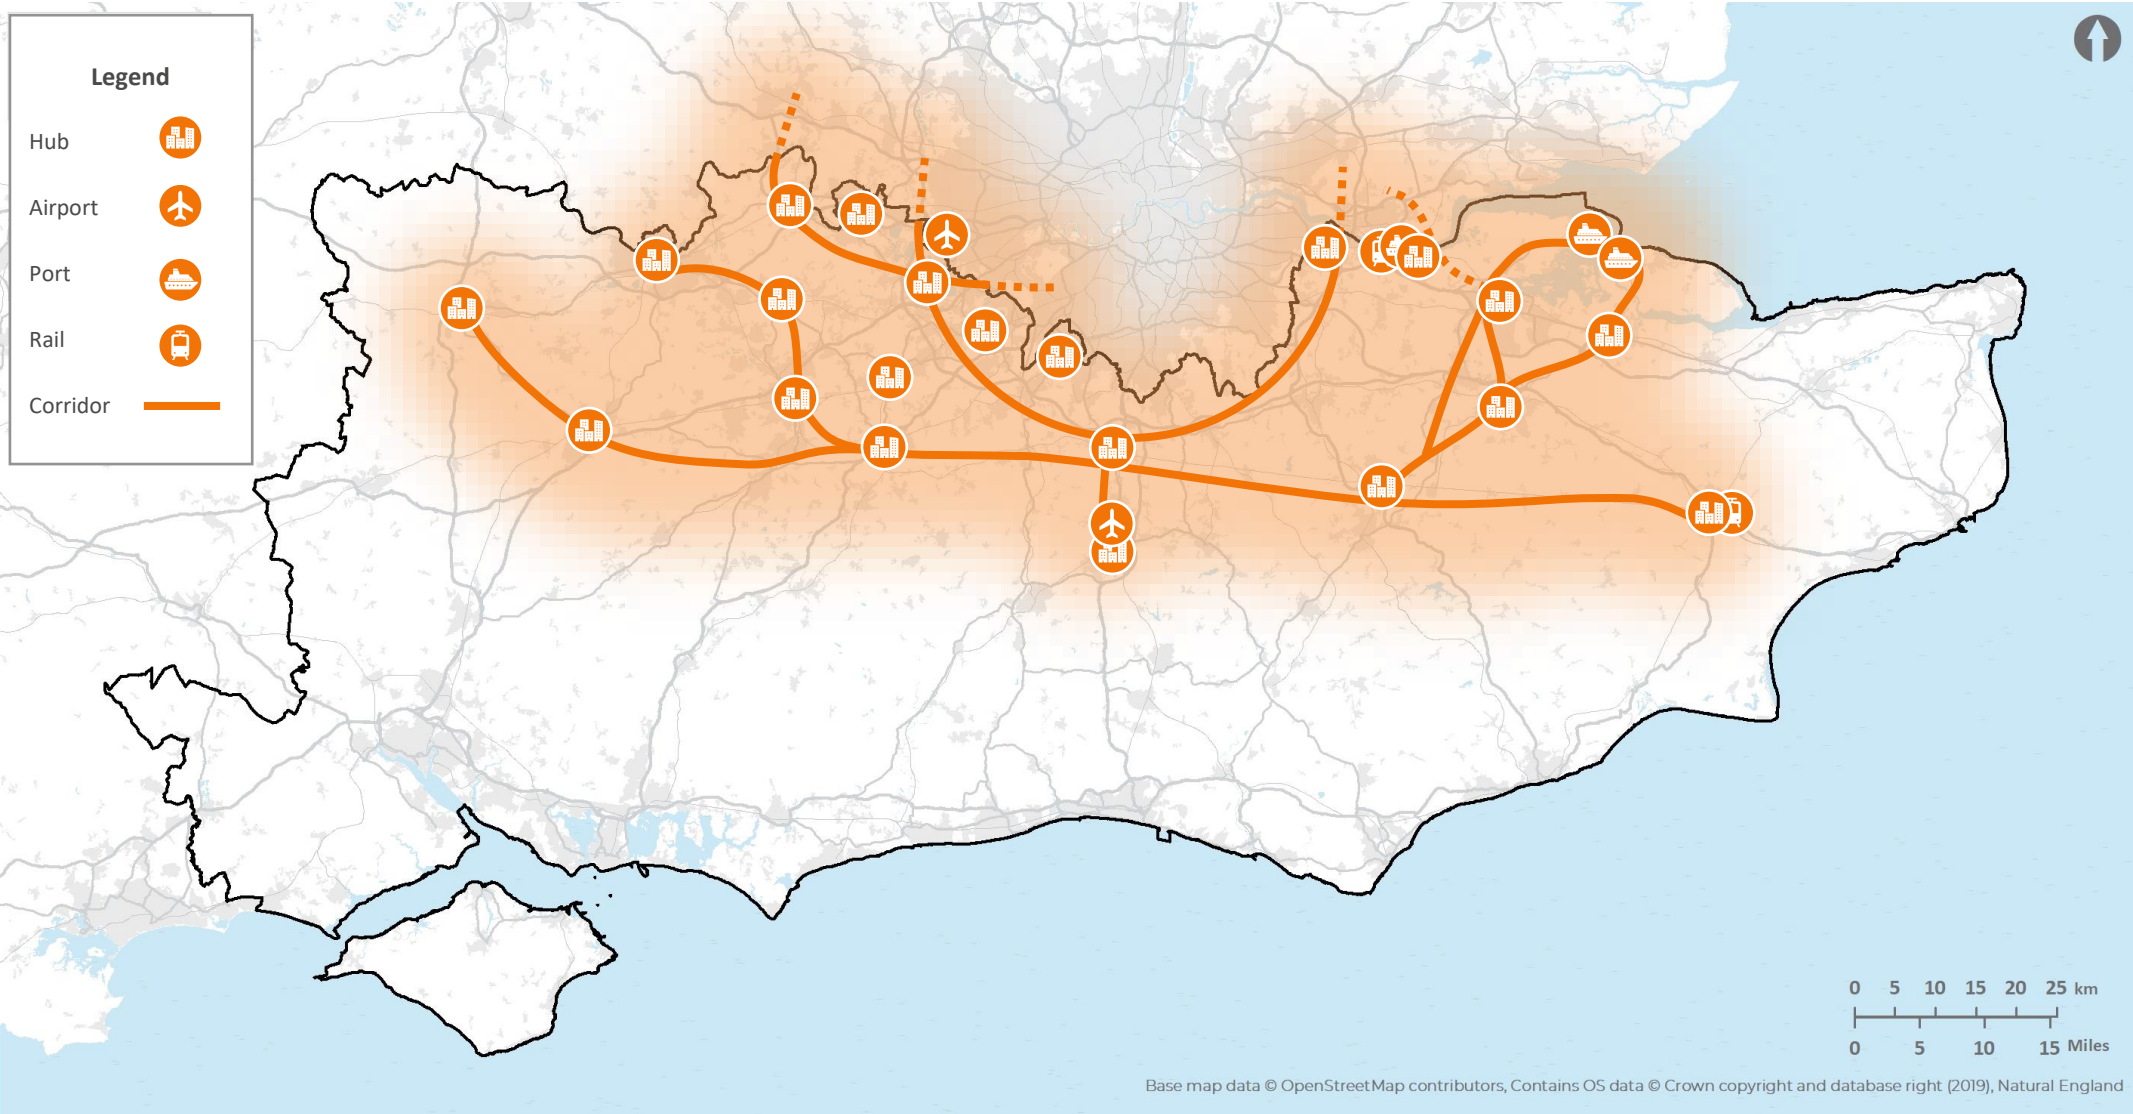 Legend
Hub
Airport
Port
Rail
Corridor
0 5 10 15 20 25 km
0 5 10 15 Miles
Base map data © OpenStreetMap contributors, Contains OS data © Crown copyright and database right (2019), Natural England